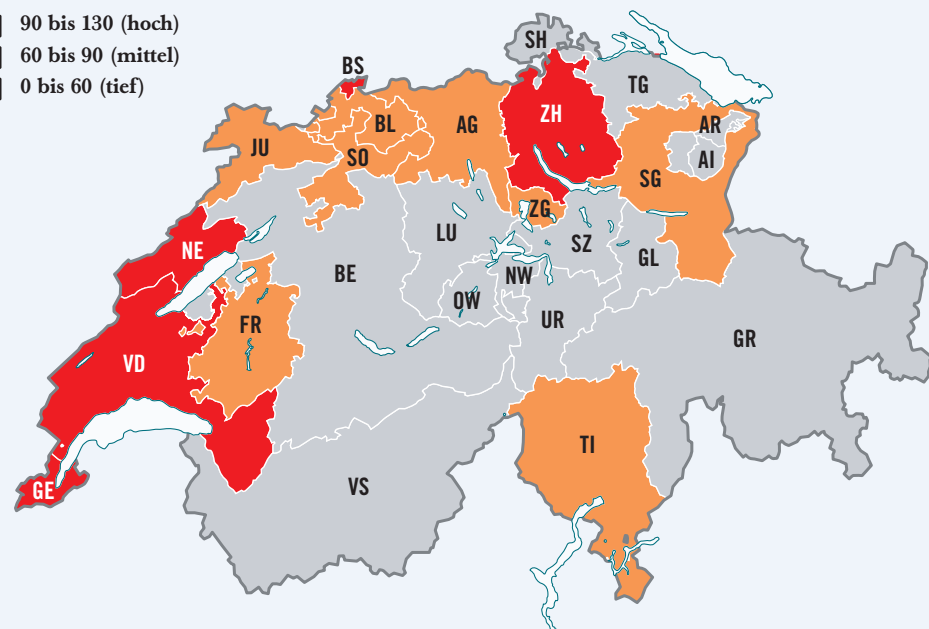 90 bis 130 (hoch)
60 bis 90 (mittel)
0 bis 60 (tief)
SH
BS
TG
ZH
BL
AG
AR
JU
SO
AI
SG
ZG
LU
SZ
NE
GL
BE
NW
OW
UR
FR
GR
VD
TI
VS
GE